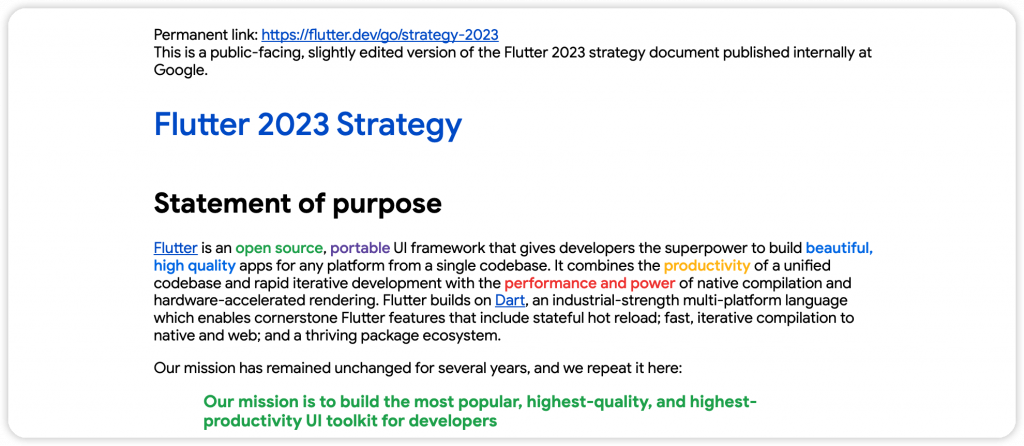 Permanent link: https://flutter.dev/go/strategy-2023
This is a public-facing, slightly edited version of the Flutter 2023 strategy document published internally at
Google.
Flutter 2023 Strategy
Statement of purpose
Flutter is an open source, portable UI framework that gives developers the superpower to build beautiful,
high quality apps for any platform from a single codebase. It combines the productivity of a unified
codebase and rapid iterative development with the performance and power of native compilation and
hardware-accelerated rendering. Flutter builds on Dart, an industrial-strength multi-platform language
which enables cornerstone Flutter features that include stateful hot reload; fast, iterative compilation to
native and web; and a thriving package ecosystem.
Our mission has remained unchanged for several years, and we repeat it here:
Our mission is to build the most popular, highest-quality, and highest-
productivity UI toolkit for developers